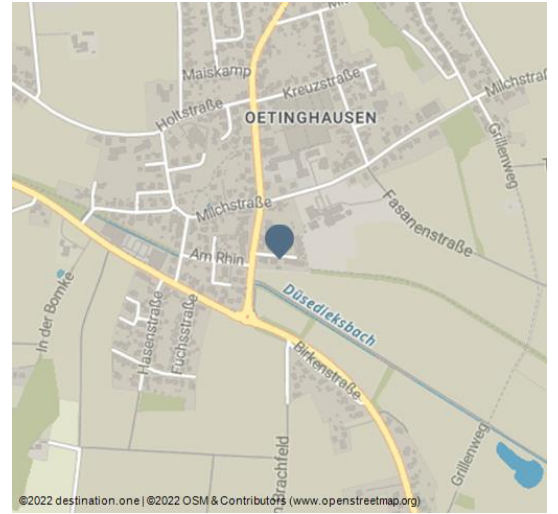 Maiskamp
Kreuzstraße
Milchstraße
Holtstraße
OETINGHAUSEN
Grillenweg
Milchstraße
Fasanenstraße
Am Rhin
In der Bomke
Hasenstraße
Fuchsstraße
Düsedieksbach
Birkenstraße
Brachfeld
Grillenweg
©2022 destination.one | ©2022 OSM & Contributors (www.openstreetmap.org)